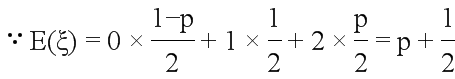 ∵ E(ξ) = 0 × (1−p)/2 + 1 × 1/2 + 2 × p/2 = p + 1/2